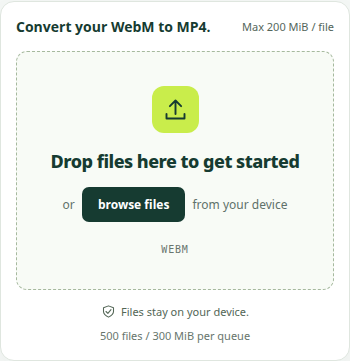 Convert your WebM to MP4. Max 200 MiB / file
Drop files here to get started
or browse files from your device
WEBM
Files stay on your device.
500 files / 300 MiB per queue